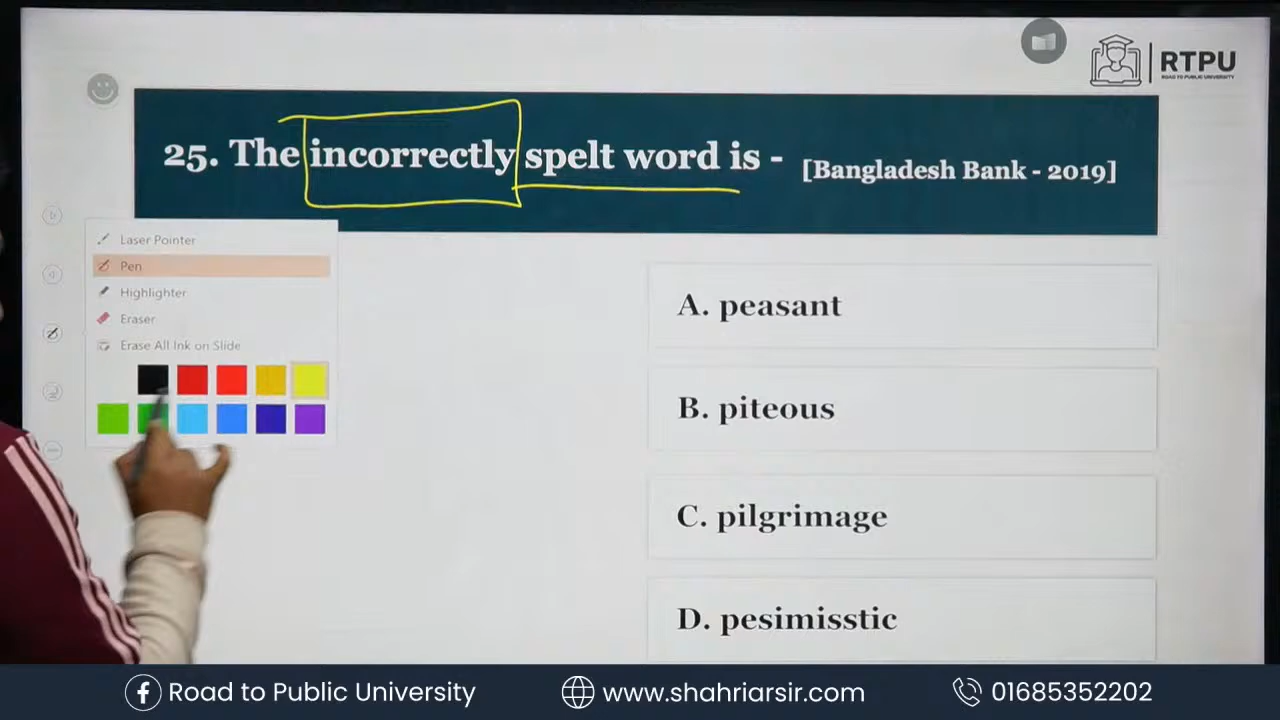 RTPU
ROAD TO PUBLIC UNIVERSITY
25. The incorrectly spelt word is - [Bangladesh Bank - 2019]
Laser Pointer
Pen
Highlighter
Eraser
Erase All Ink on Slide
A. peasant
B. piteous
C. pilgrimage
D. pesimisstic
Road to Public University
www.shahriarsir.com
01685352202